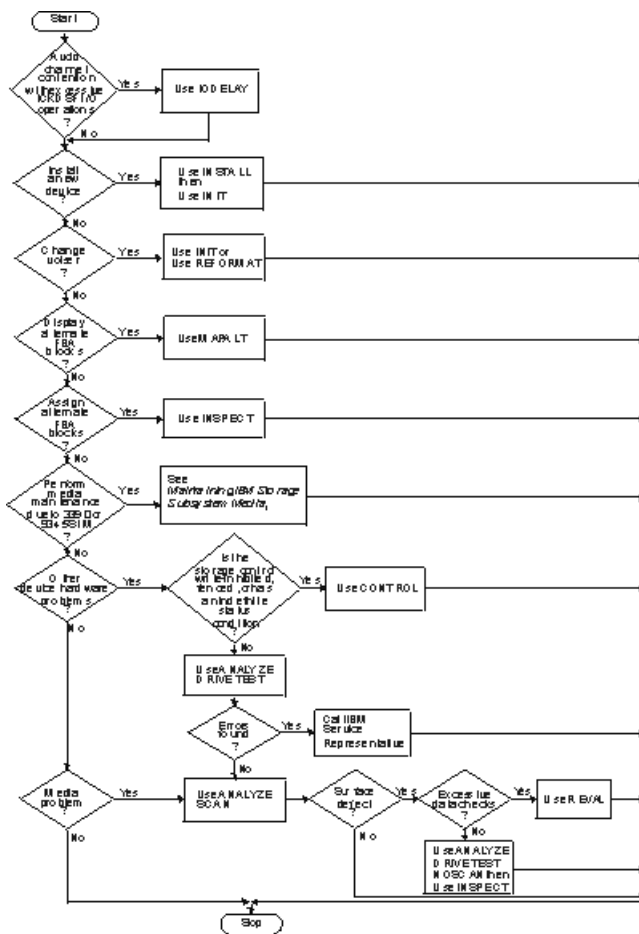 Start
Avoid
channel
contention
with excessive
ICKDSF I/O
operations
?
Yes
Use IODELAY
No
Install
a new
device
?
Yes
Use INSTALL
then
Use INIT
No
Change
volser
?
Yes
Use INIT or
Use REFORMAT
No
Display
alternate
FBA
blocks
?
Yes
Use MAPALT
No
Assign
alternate
FBA
blocks
?
Yes
Use INSPECT
No
Perform
media
maintenance
due to 3390 or
9345 SIM
?
Yes
See
Maintaining IBM Storage
Subsystem Media,
No
Other
device hardware
problems
?
Yes
Is the
storage control
write-inhibited,
fenced, or has
an indefinite
status
condition
?
Yes
Use CONTROL
No
No
Use ANALYZE
DRIVETEST
Errors
found
?
Yes
Call IBM
Service
Representative
No
Media
problem
?
Yes
Use ANALYZE
SCAN
Surface
defect
?
Yes
Excessive
data checks
?
Yes
Use REVAL
No
No
No
Use ANALYZE
DRIVETEST
NOSCAN then
Use INSPECT
Stop